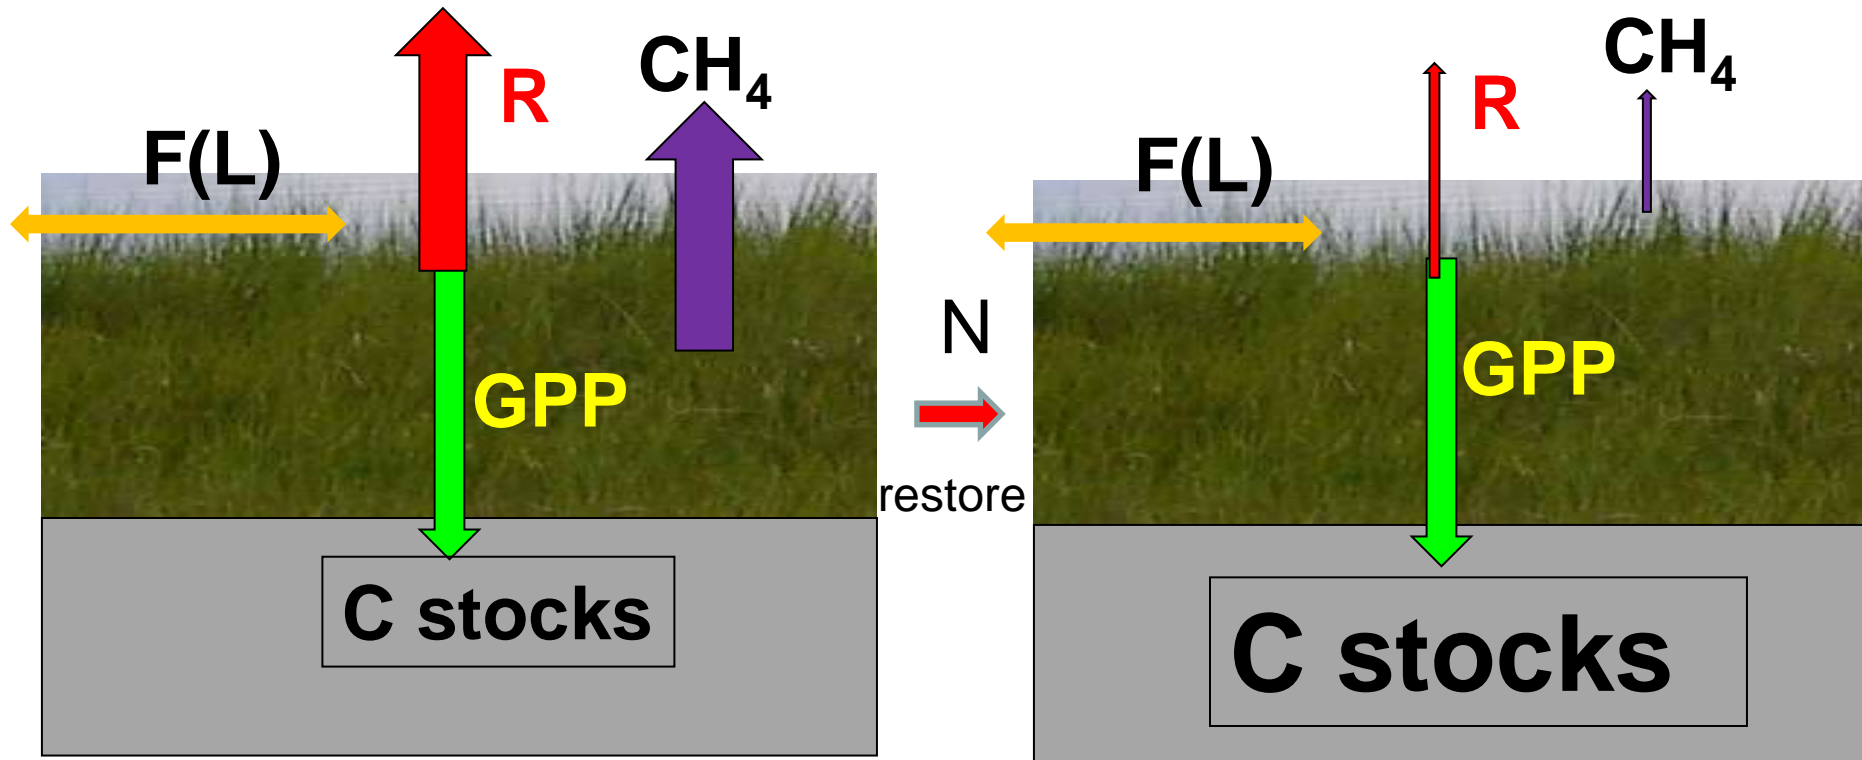 CH₄
R
F(L)
GPP
C stocks
N
restore
CH₄
R
F(L)
GPP
C stocks